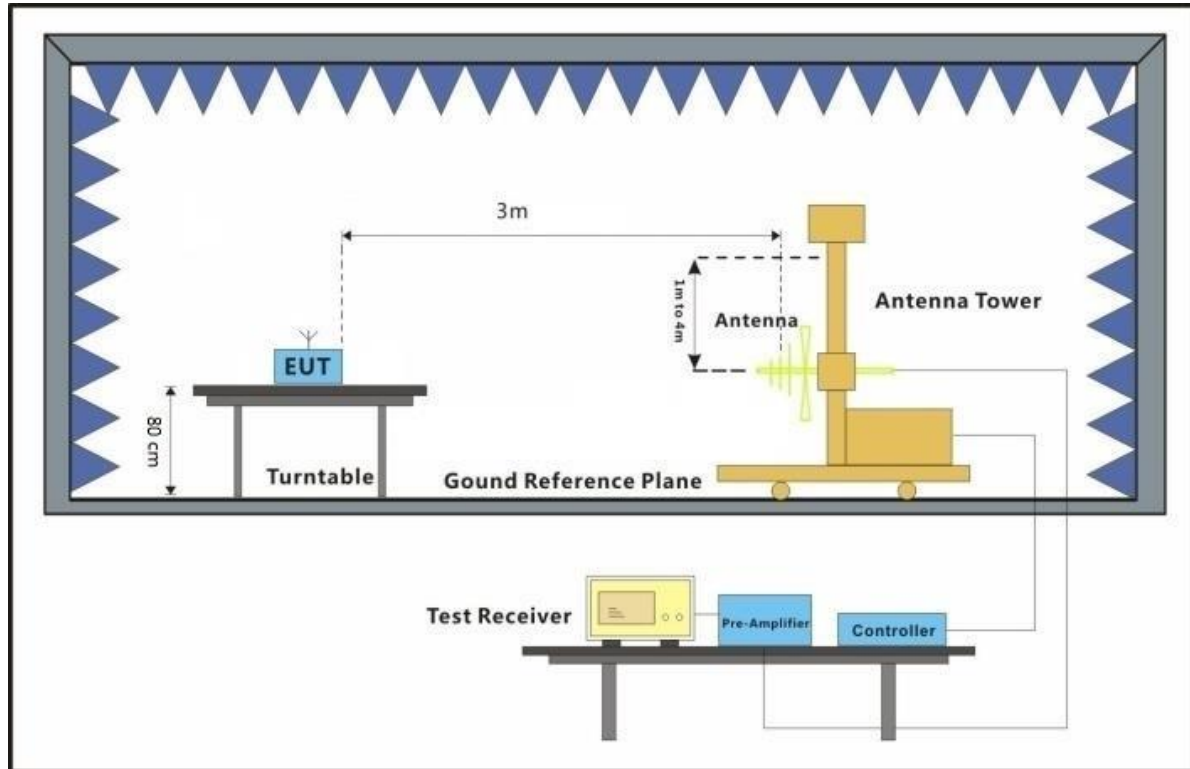 3m
1m to 4m
Antenna Tower
Antenna
EUT
80 cm
Turntable
Gound Reference Plane
Test Receiver
Pre-Amplifier
Controller